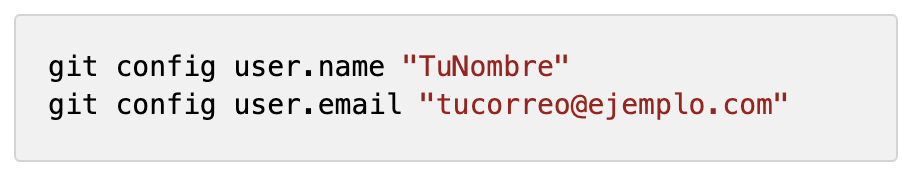 git config user.name "TuNombre"
git config user.email "tucorreo@ejemplo.com"